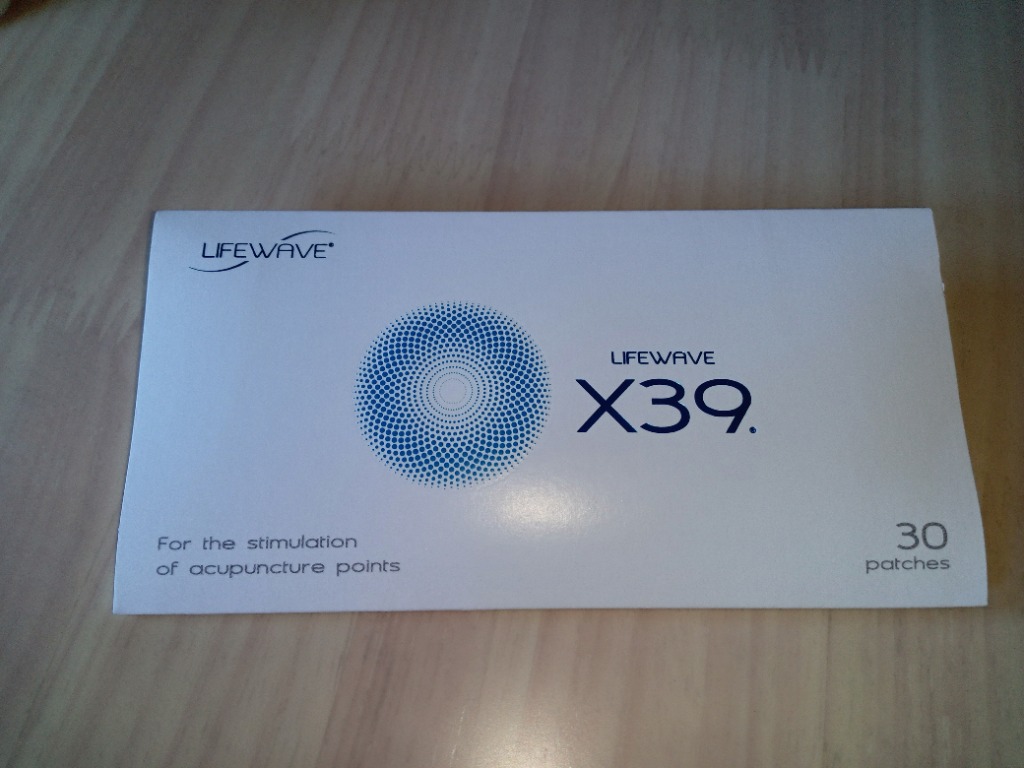 LIFEWAVE®
LIFEWAVE
X39.
For the stimulation
of acupuncture points
30
patches